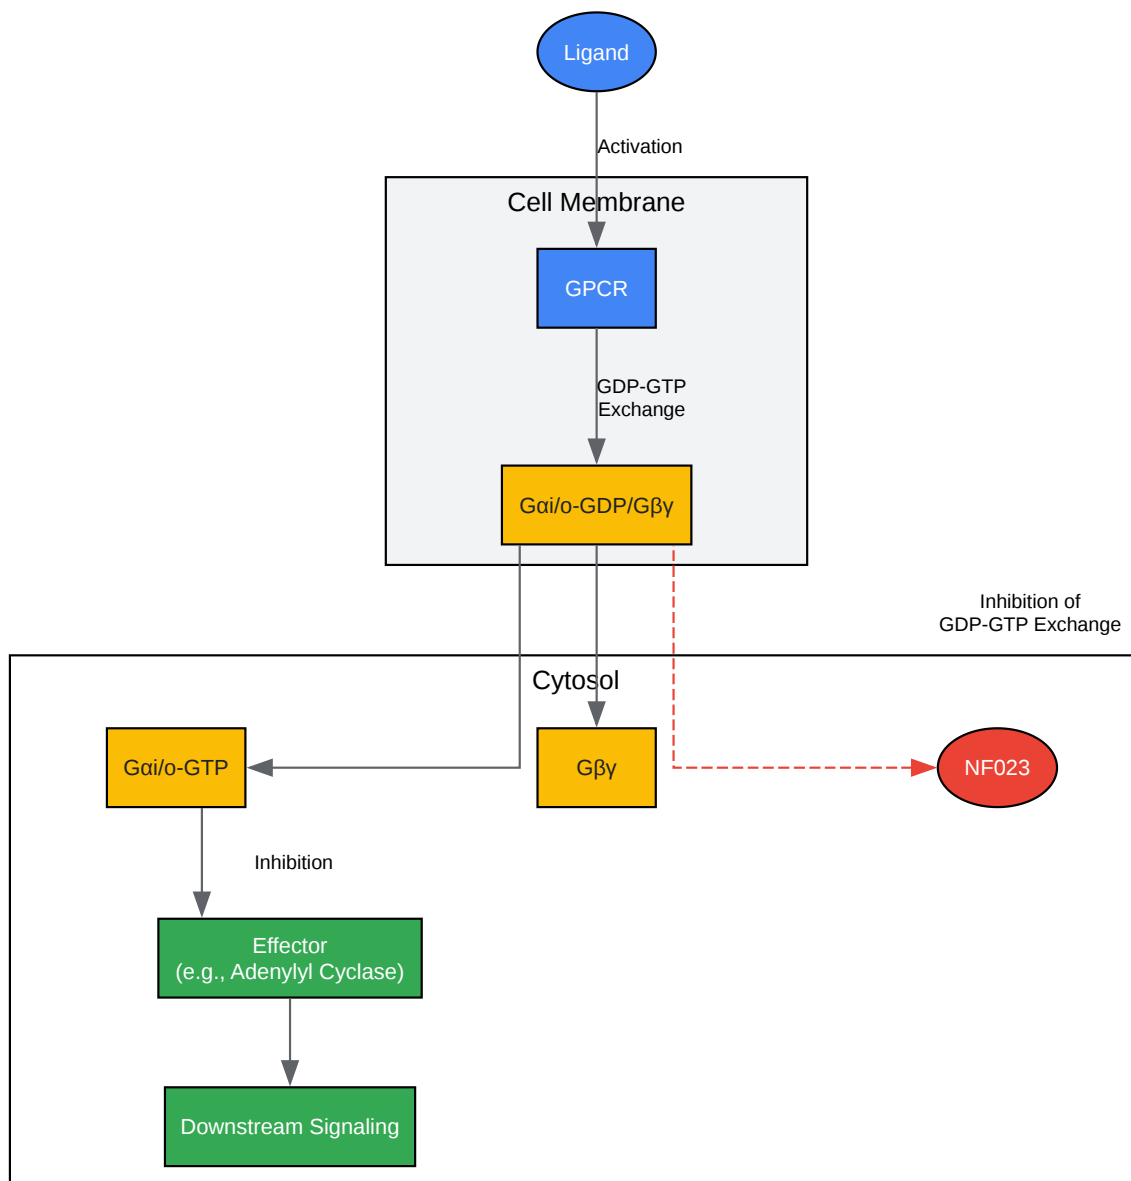 Ligand
Activation
Cell Membrane
GPCR
GDP-GTP
Exchange
Gαi/o-GDP/Gβγ
Inhibition of
GDP-GTP Exchange
Cytosol
Gαi/o-GTP
Gβγ
NF023
Inhibition
Effector
(e.g., Adenylyl Cyclase)
Downstream Signaling